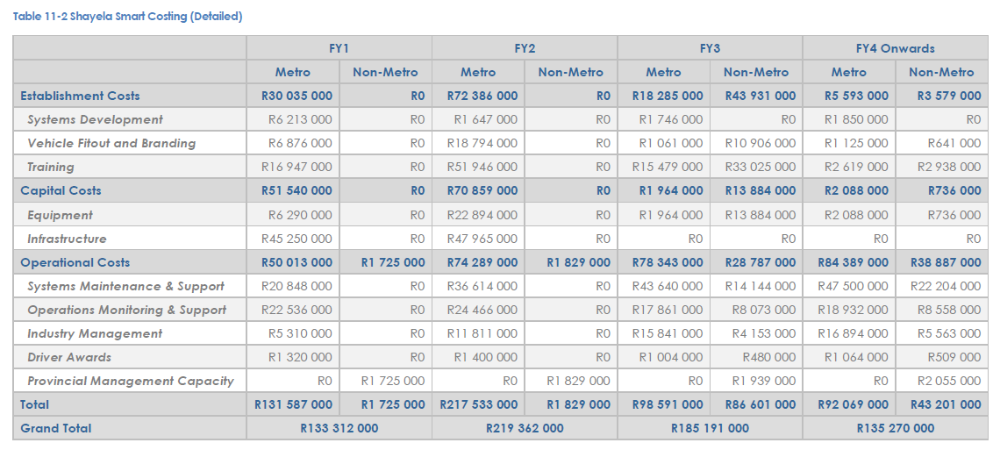 Table 11-2 Shayela Smart Costing (Detailed)
FY1 FY2 FY3 FY4 Onwards
Metro Non-Metro Metro Non-Metro Metro Non-Metro Metro Non-Metro
Establishment Costs R30 035 000 R0 R72 386 000 R0 R18 285 000 R43 931 000 R5 593 000 R3 579 000
Systems Development R6 213 000 R0 R1 647 000 R0 R1 746 000 R0 R1 850 000 R0
Vehicle Fitout and Branding R6 876 000 R0 R18 794 000 R0 R1 061 000 R10 906 000 R1 125 000 R641 000
Training R16 947 000 R0 R51 946 000 R0 R15 479 000 R33 025 000 R2 619 000 R2 938 000
Capital Costs R51 540 000 R0 R70 859 000 R0 R1 964 000 R13 884 000 R2 088 000 R736 000
Equipment R6 290 000 R0 R22 894 000 R0 R1 964 000 R13 884 000 R2 088 000 R736 000
Infrastructure R45 250 000 R0 R47 965 000 R0 R0 R0 R0 R0
Operational Costs R50 013 000 R1 725 000 R74 289 000 R1 829 000 R78 343 000 R28 787 000 R84 389 000 R38 887 000
Systems Maintenance & Support R20 848 000 R0 R36 614 000 R0 R43 640 000 R14 144 000 R47 500 000 R22 204 000
Operations Monitoring & Support R22 536 000 R0 R24 466 000 R0 R17 861 000 R8 073 000 R18 932 000 R8 558 000
Industry Management R5 310 000 R0 R11 811 000 R0 R15 841 000 R4 153 000 R16 894 000 R5 563 000
Driver Awards R1 320 000 R0 R1 400 000 R0 R1 004 000 R480 000 R1 064 000 R509 000
Provincial Management Capacity R0 R1 725 000 R0 R1 829 000 R0 R1 939 000 R0 R2 055 000
Total R131 587 000 R1 725 000 R217 533 000 R1 829 000 R98 591 000 R86 601 000 R92 069 000 R43 201 000
Grand Total R133 312 000 R219 362 000 R185 191 000 R135 270 000